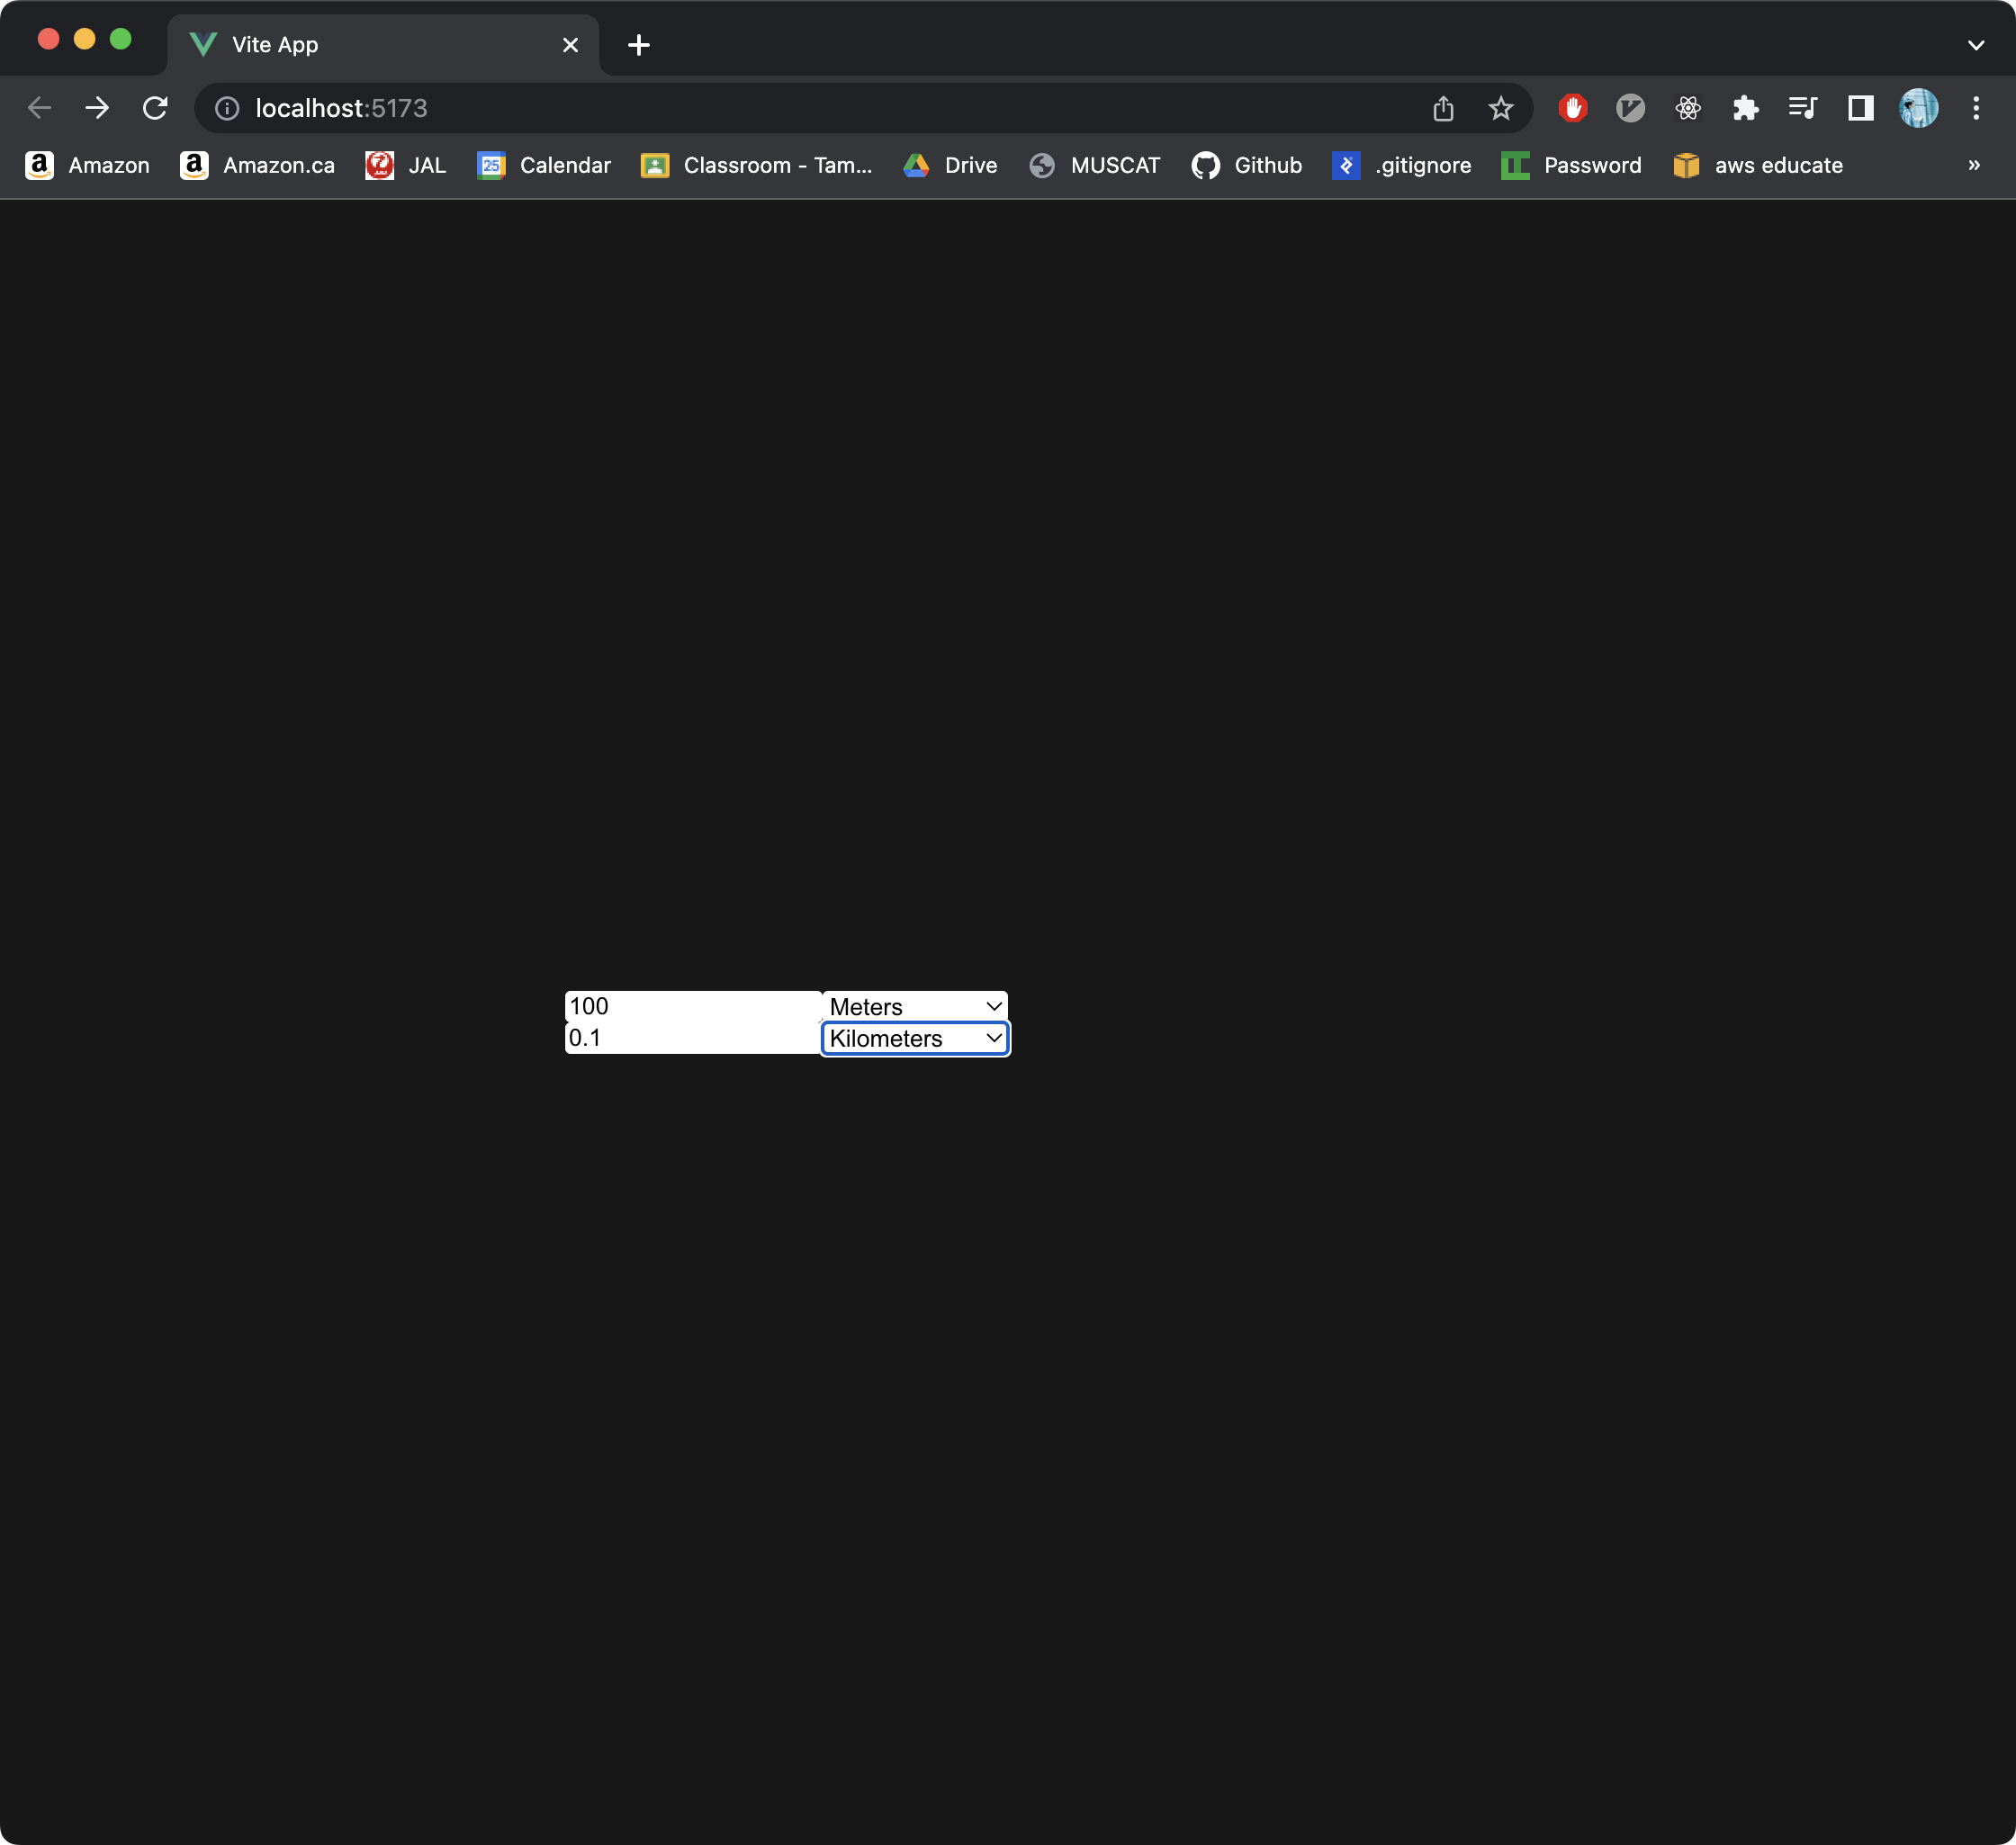 Vite App
localhost:5173
Amazon Amazon.ca JAL Calendar Classroom - Tam... Drive MUSCAT Github .gitignore Password aws educate »
100 Meters
0.1 Kilometers